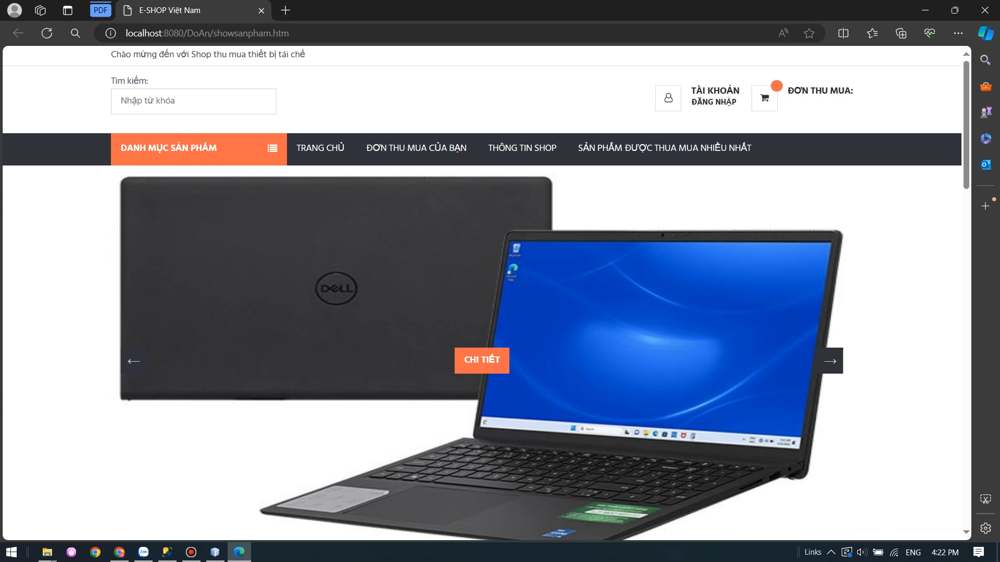 PDF
E-SHOP Việt Nam
localhost:8080/DoAn/showsanpham.htm
Chào mừng đến với Shop thu mua thiết bị tái chế
Tìm kiếm:
Nhập từ khóa
TÀI KHOẢN
ĐĂNG NHẬP
ĐƠN THU MUA:
DANH MỤC SẢN PHẨM
TRANG CHỦ
ĐƠN THU MUA CỦA BẠN
THÔNG TIN SHOP
SẢN PHẨM ĐƯỢC THUA MUA NHIỀU NHẤT
DELL
CHI TIẾT
Links
ENG
4:22 PM